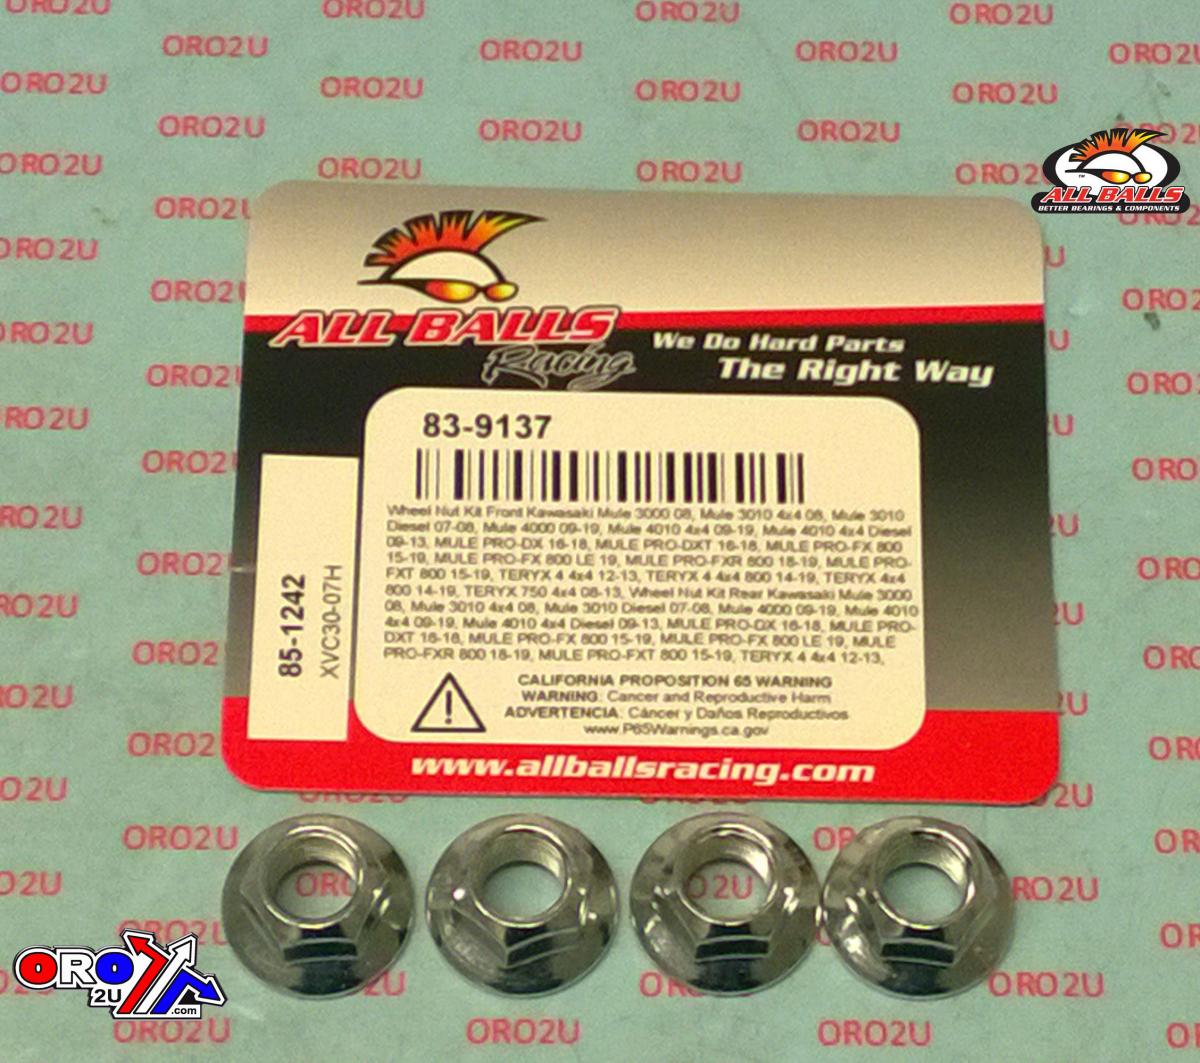 ALL BALLS
BETTER BEARINGS & COMPONENTS
ALL BALLS
Racing
We Do Hard Parts
The Right Way
83-9137
Wheel Nut Kit Front Kawasaki Mule 3000 08, Mule 3010 4x4 08, Mule 3010
Diesel 07-08, Mule 4000 09-19, Mule 4010 4x4 09-19, Mule 4010 4x4 Diesel
09-13, MULE PRO-DX 16-18, MULE PRO-DXT 16-18, MULE PRO-FX 800
15-19, MULE PRO-FX 800 LE 19, MULE PRO-FXR 800 18-19, MULE PRO-
FXT 800 15-19, TERYX 4 4x4 12-13, TERYX 4 4x4 800 14-19, TERYX 4x4
800 14-19, TERYX 750 4x4 08-13, Wheel Nut Kit Rear Kawasaki Mule 3000
08, Mule 3010 4x4 08, Mule 3010 Diesel 07-08, Mule 4000 09-19, Mule 4010
4x4 09-19, Mule 4010 4x4 Diesel 09-13, MULE PRO-DX 16-18, MULE PRO-
DXT 16-18, MULE PRO-FX 800 15-19, MULE PRO-FX 800 LE 19, MULE
PRO-FXR 800 18-19, MULE PRO-FXT 800 15-19, TERYX 4 4x4 12-13,
CALIFORNIA PROPOSITION 65 WARNING
WARNING: Cancer and Reproductive Harm
ADVERTENCIA: Cáncer y Daños Reproductivos
www.P65Warnings.ca.gov
85-1242
XVC30-07H
www.allballsracing.com
ORO
2U
.com